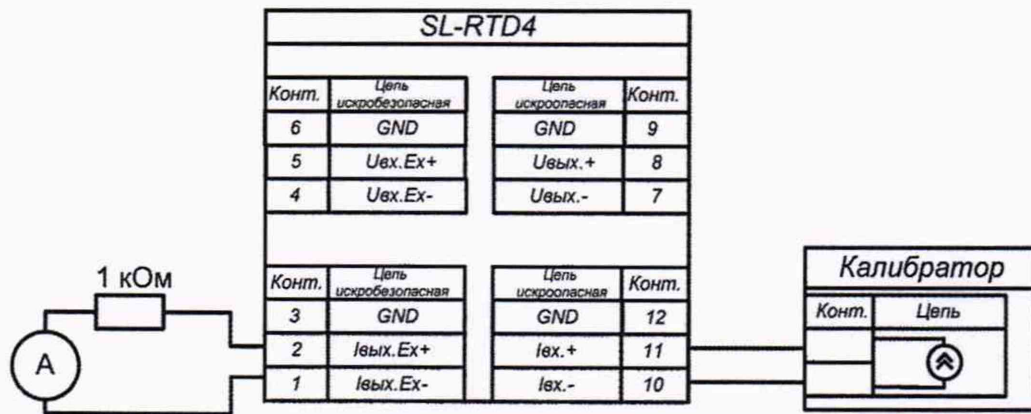 SL-RTD4
Конт. Цепь искробезопасная
6 GND
5 Uвх.Ex+
4 Uвх.Ex-
Цепь искроопасная Конт.
GND 9
Uвых.+ 8
Uвых.- 7
1 кОм
A
Конт. Цепь искробезопасная
3 GND
2 Iвых.Ex+
1 Iвых.Ex-
Цепь искроопасная Конт.
GND 12
Iвх.+ 11
Iвх.- 10
Калибратор
Конт. Цепь